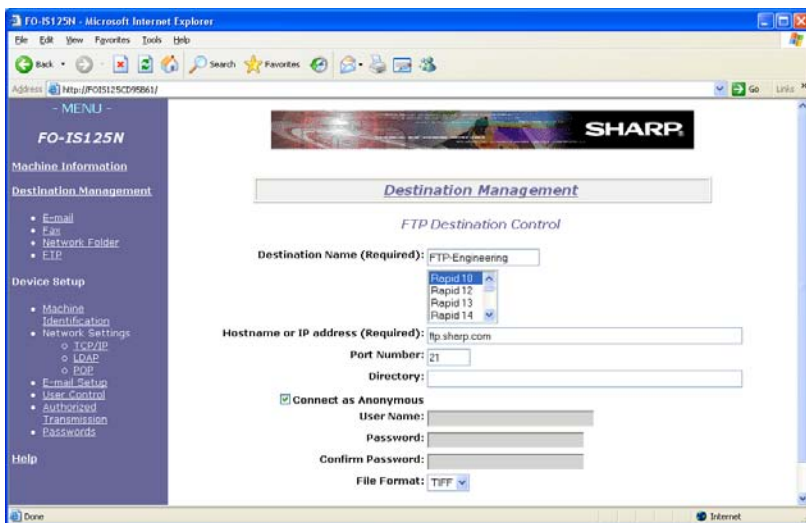 FO-IS125N - Microsoft Internet Explorer
File Edit View Favorites Tools Help
Back Search Favorites
Address http://FOIS125CD95B61/ Go Links »
- MENU -
FO-IS125N
Machine Information
Destination Management
E-mail
Fax
Network Folder
FTP
Device Setup
Machine
Identification
Network Settings
TCP/IP
LDAP
POP
E-mail Setup
User Control
Authorized
Transmission
Passwords
Help
SHARP
Destination Management
FTP Destination Control
Destination Name (Required): FTP-Engineering
Rapid 10
Rapid 12
Rapid 13
Rapid 14
Hostname or IP address (Required): ftp.sharp.com
Port Number: 21
Directory:
Connect as Anonymous
User Name:
Password:
Confirm Password:
File Format: TIFF
Done Internet